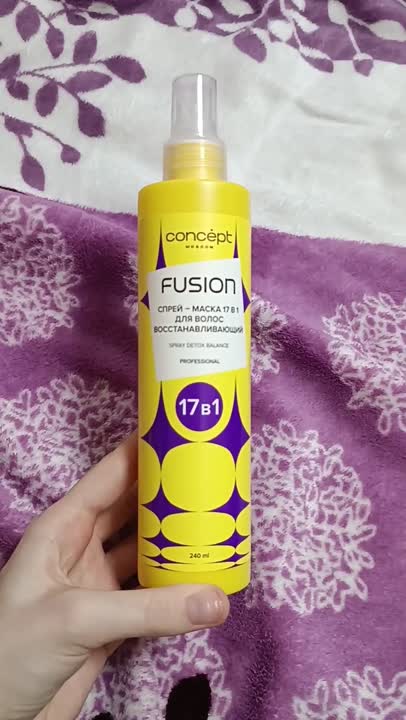 concept
MOSCOW
FUSION
СПРЕЙ – МАСКА 17 В 1
ДЛЯ ВОЛОС
ВОССТАНАВЛИВАЮЩИЙ
SPRAY DETOX BALANCE
PROFESSIONAL
17в1
240 ml